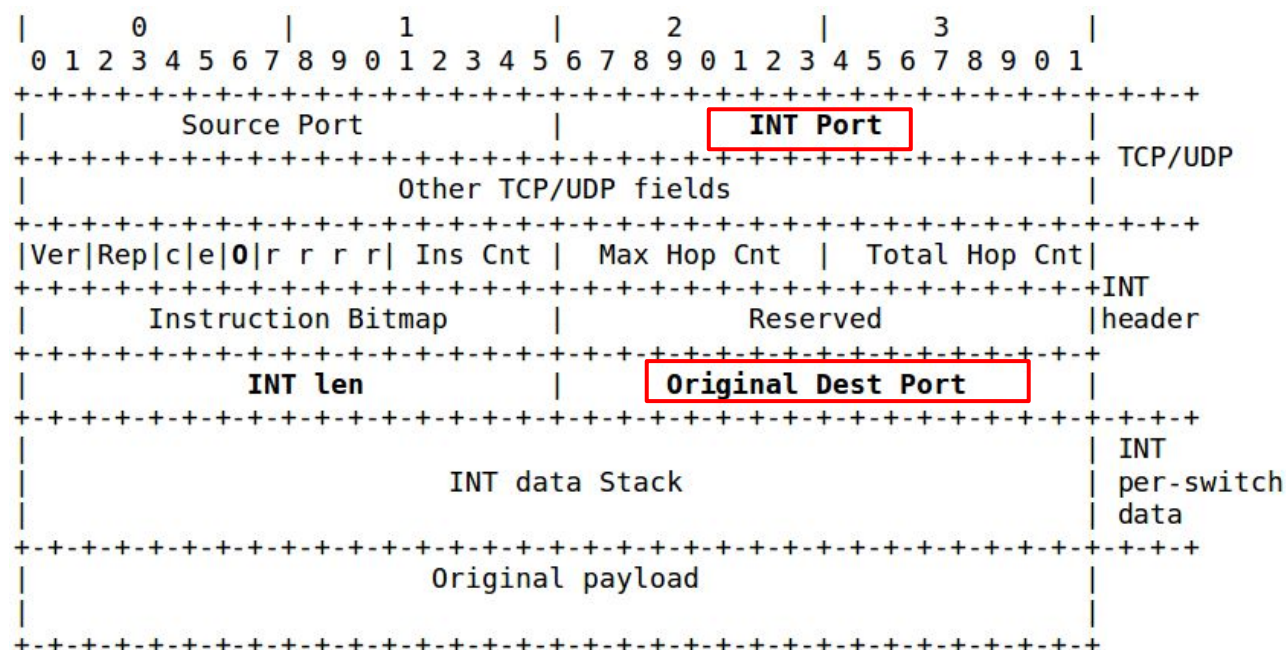 |      0        |      1        |      2        |      3        |
 0 1 2 3 4 5 6 7 8 9 0 1 2 3 4 5 6 7 8 9 0 1 2 3 4 5 6 7 8 9 0 1
+-+-+-+-+-+-+-+-+-+-+-+-+-+-+-+-+-+-+-+-+-+-+-+-+-+-+-+-+-+-+-+-+-+-+-+
|         Source Port           |           INT Port            |
+-+-+-+-+-+-+-+-+-+-+-+-+-+-+-+-+-+-+-+-+-+-+-+-+-+-+-+-+-+-+-+-+ TCP/UDP
|                      Other TCP/UDP fields                     |
+-+-+-+-+-+-+-+-+-+-+-+-+-+-+-+-+-+-+-+-+-+-+-+-+-+-+-+-+-+-+-+-+-+-+-+
|Ver|Rep|c|e|O|r r r r| Ins Cnt |  Max Hop Cnt  |  Total Hop Cnt|
+-+-+-+-+-+-+-+-+-+-+-+-+-+-+-+-+-+-+-+-+-+-+-+-+-+-+-+-+-+-+-+-+INT
|       Instruction Bitmap      |           Reserved            |header
+-+-+-+-+-+-+-+-+-+-+-+-+-+-+-+-+-+-+-+-+-+-+-+-+-+-+-+-+-+-+-+-+
|             INT len           |      Original Dest Port       |
+-+-+-+-+-+-+-+-+-+-+-+-+-+-+-+-+-+-+-+-+-+-+-+-+-+-+-+-+-+-+-+-+-+-+-+
|                                                               | INT
|                         INT data Stack                        | per-switch
|                                                               | data
+-+-+-+-+-+-+-+-+-+-+-+-+-+-+-+-+-+-+-+-+-+-+-+-+-+-+-+-+-+-+-+-+-+-+-+
|                        Original payload                       |
|                                                               |
+-+-+-+-+-+-+-+-+-+-+-+-+-+-+-+-+-+-+-+-+-+-+-+-+-+-+-+-+-+-+-+-+